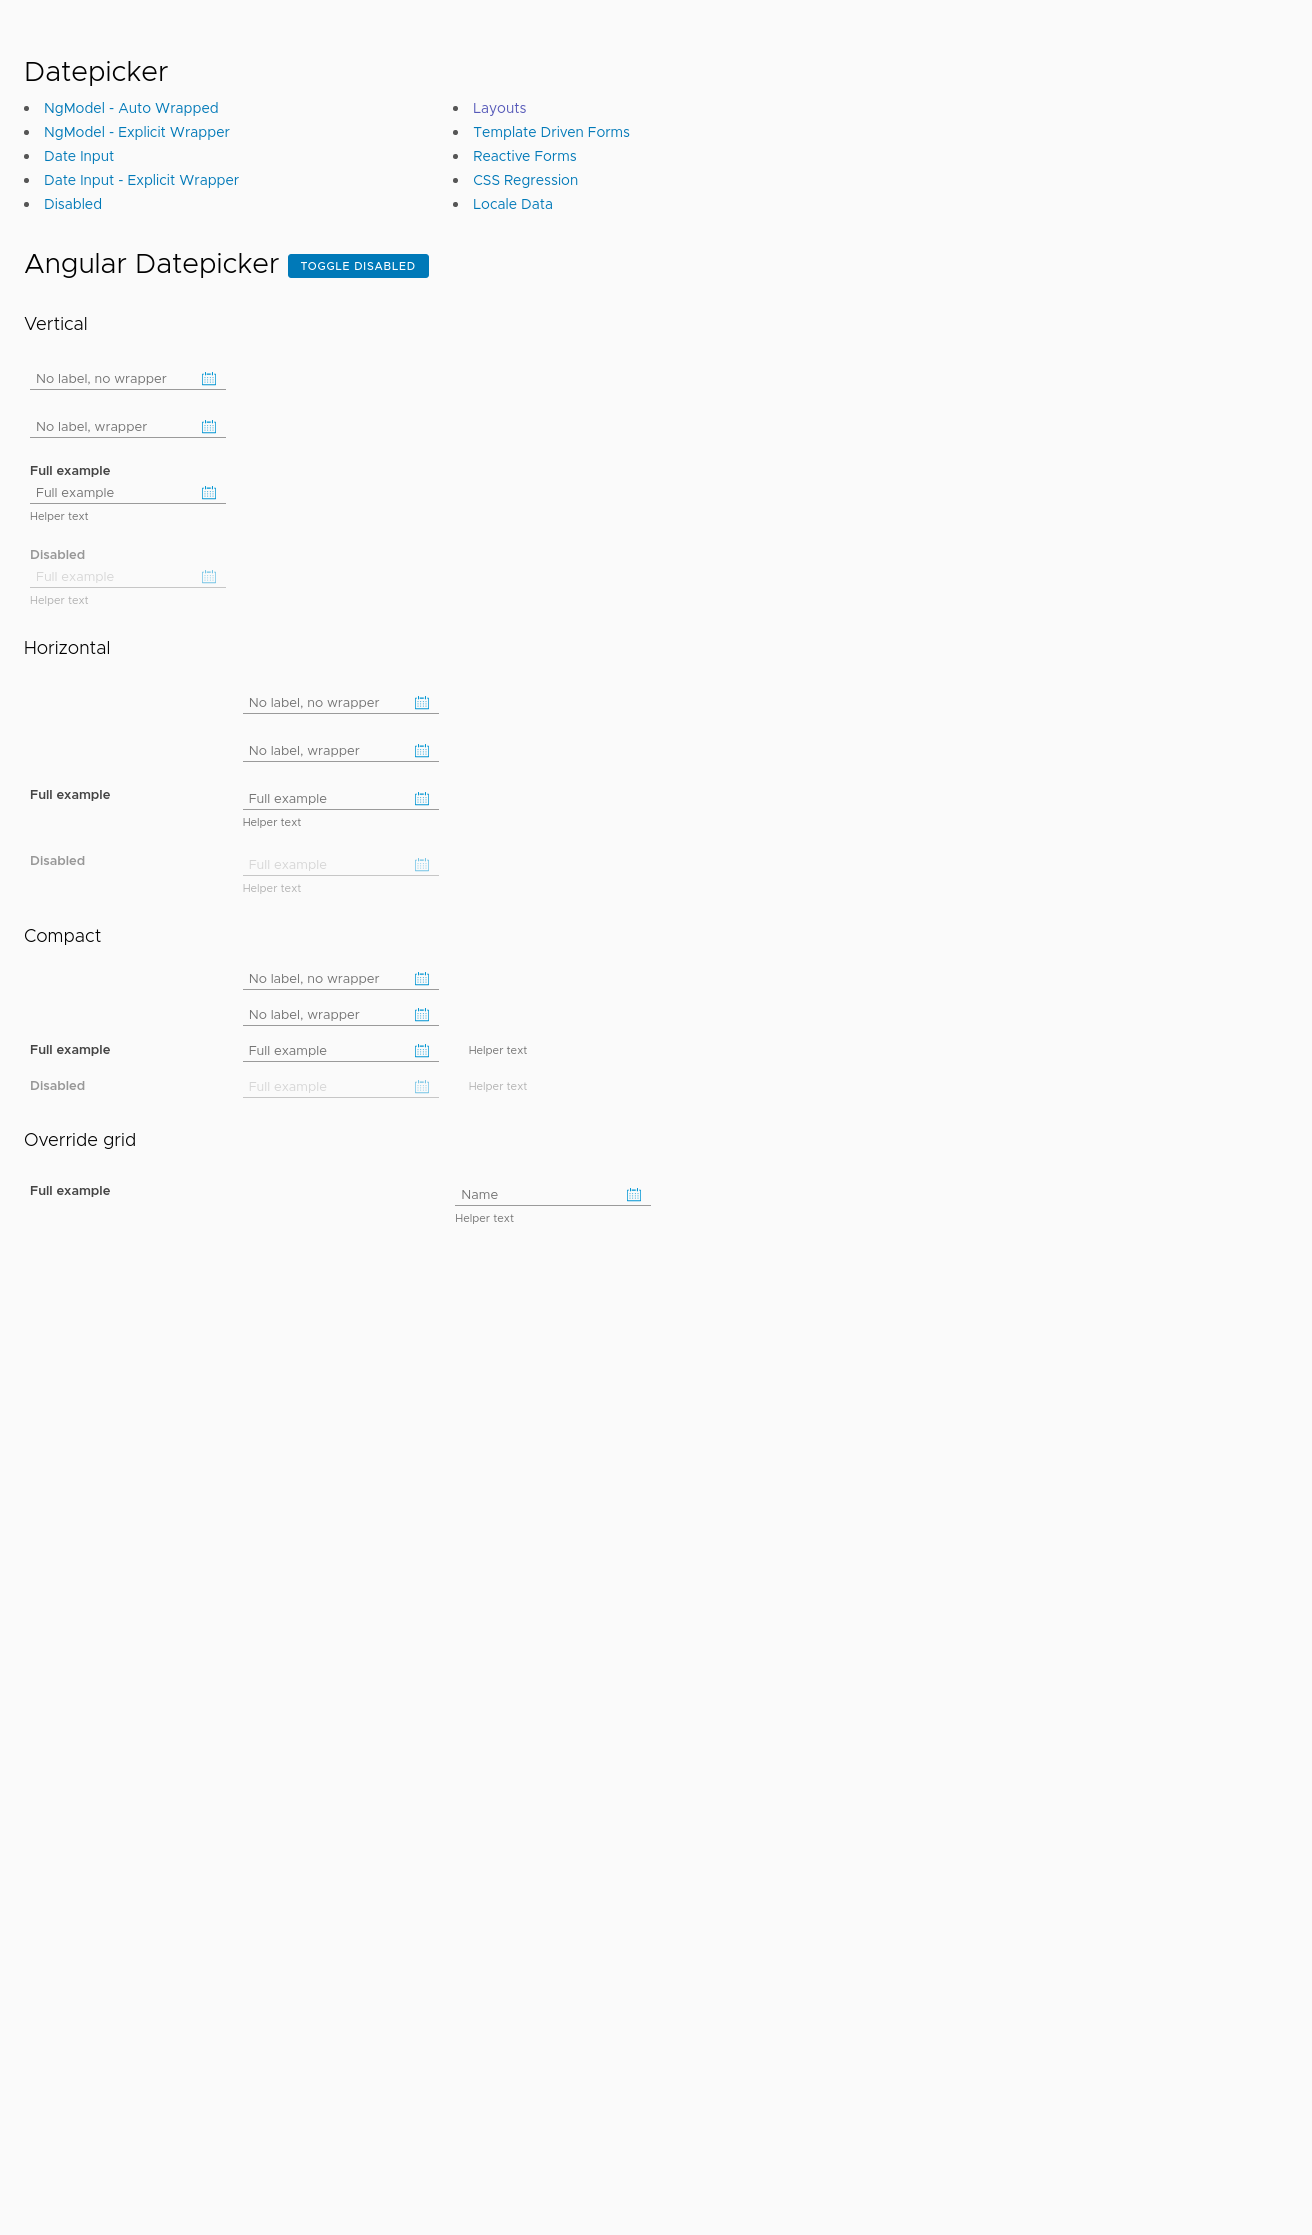 Datepicker
NgModel - Auto Wrapped
NgModel - Explicit Wrapper
Date Input
Date Input - Explicit Wrapper
Disabled
Layouts
Template Driven Forms
Reactive Forms
CSS Regression
Locale Data
Angular Datepicker TOGGLE DISABLED
Vertical
No label, no wrapper
No label, wrapper
Full example
Full example
Helper text
Disabled
Full example
Helper text
Horizontal
No label, no wrapper
No label, wrapper
Full example Full example
Helper text
Disabled Full example
Helper text
Compact
No label, no wrapper
No label, wrapper
Full example Full example Helper text
Disabled Full example Helper text
Override grid
Full example Name
Helper text